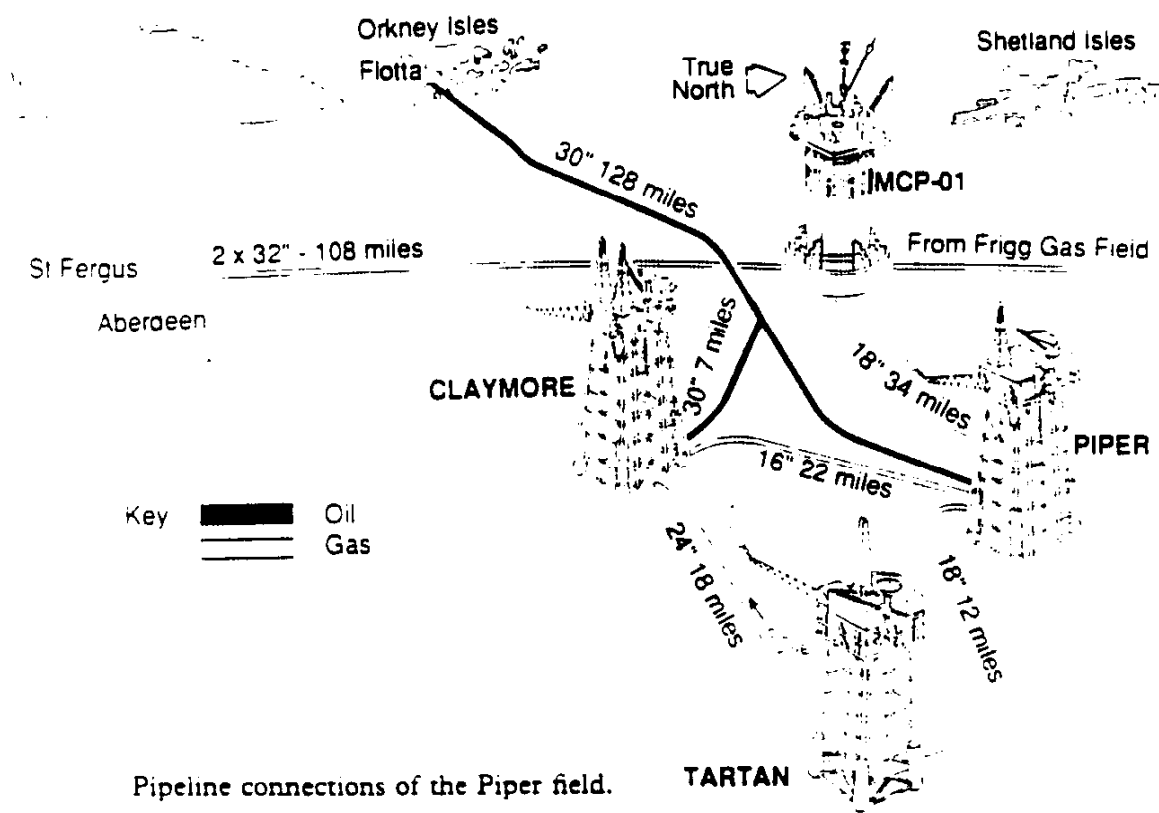 Orkney Isles
Flotta
True
North
Shetland Isles
MCP-01
30" 128 miles
St Fergus
2 x 32" - 108 miles
From Frigg Gas Field
Aberdeen
CLAYMORE
30" 7 miles
18" 34 miles
PIPER
16" 22 miles
Key
Oil
Gas
24" 18 miles
18" 12 miles
TARTAN
Pipeline connections of the Piper field.